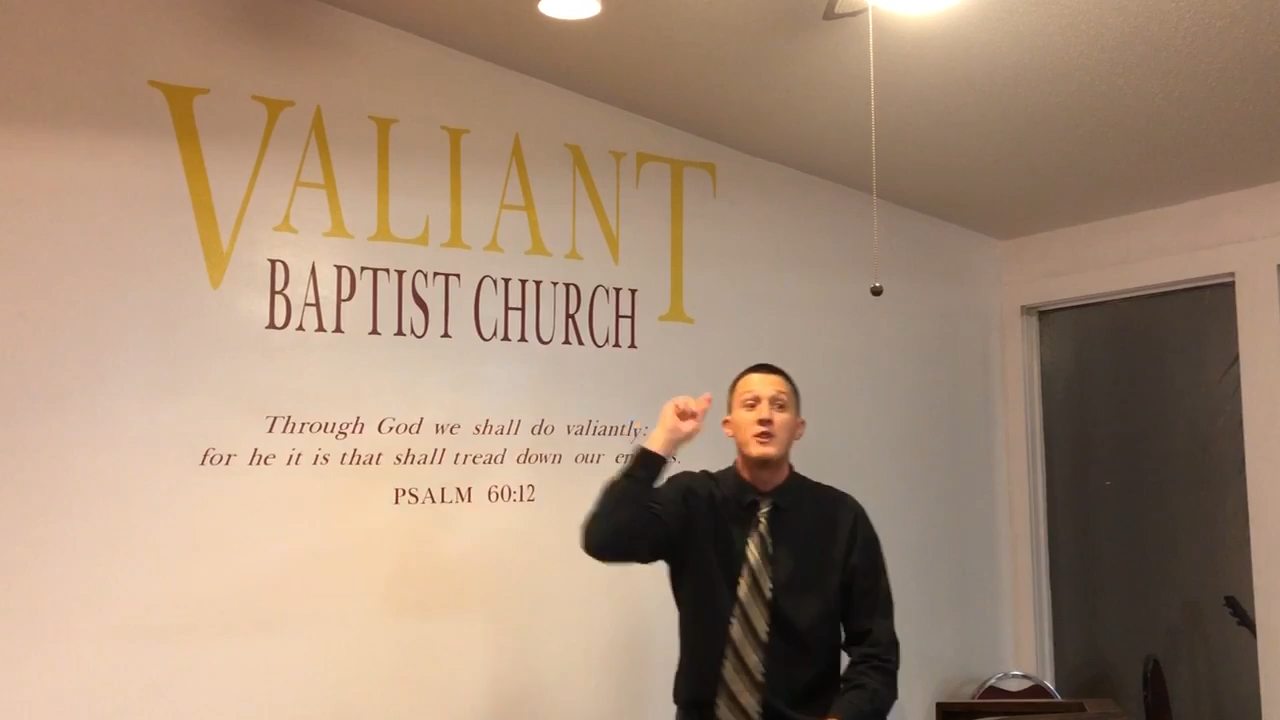 VALIANT
BAPTIST CHURCH
Through God we shall do valiantly:
for he it is that shall tread down our
PSALM 60:12